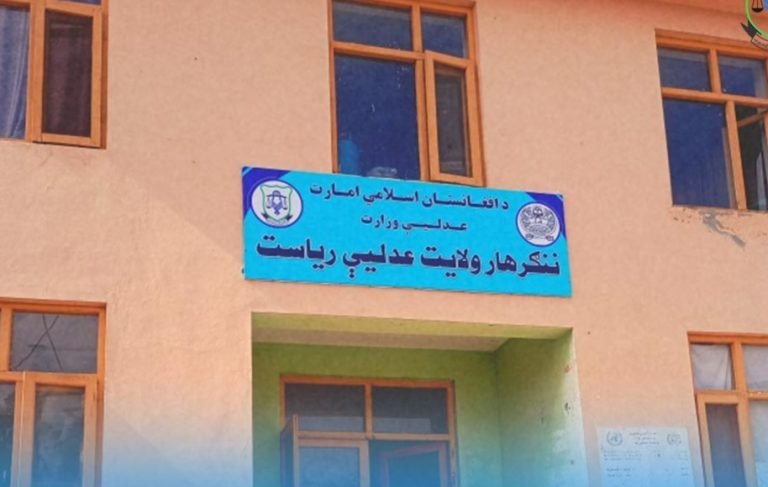 د افغانستان اسلامي امارت
عدليې وزارت
ننګرهار ولایت عدلیې ریاست